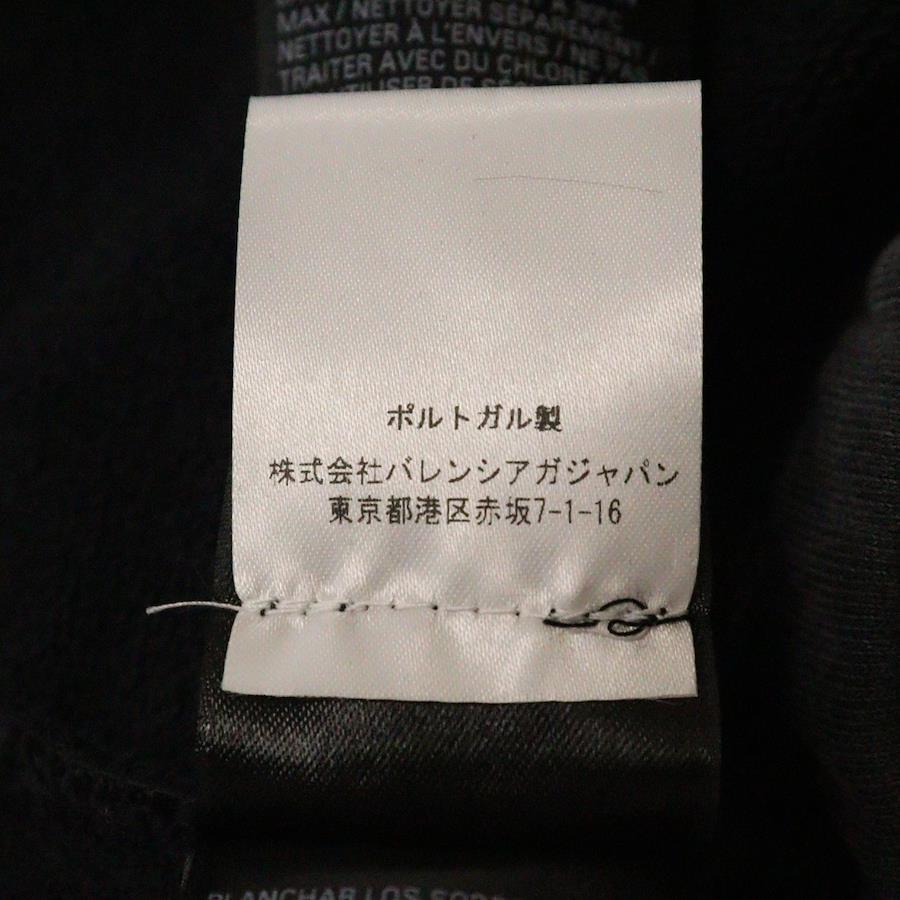 MAX / NETTOYER SÉPARÉMENT /
NETTOYER À L'ENVERS / NE PAS
TRAITER AVEC DU CHLORE /
ポルトガル製
株式会社バレンシアガジャパン
東京都港区赤坂7-1-16
PLANCHAR LOS